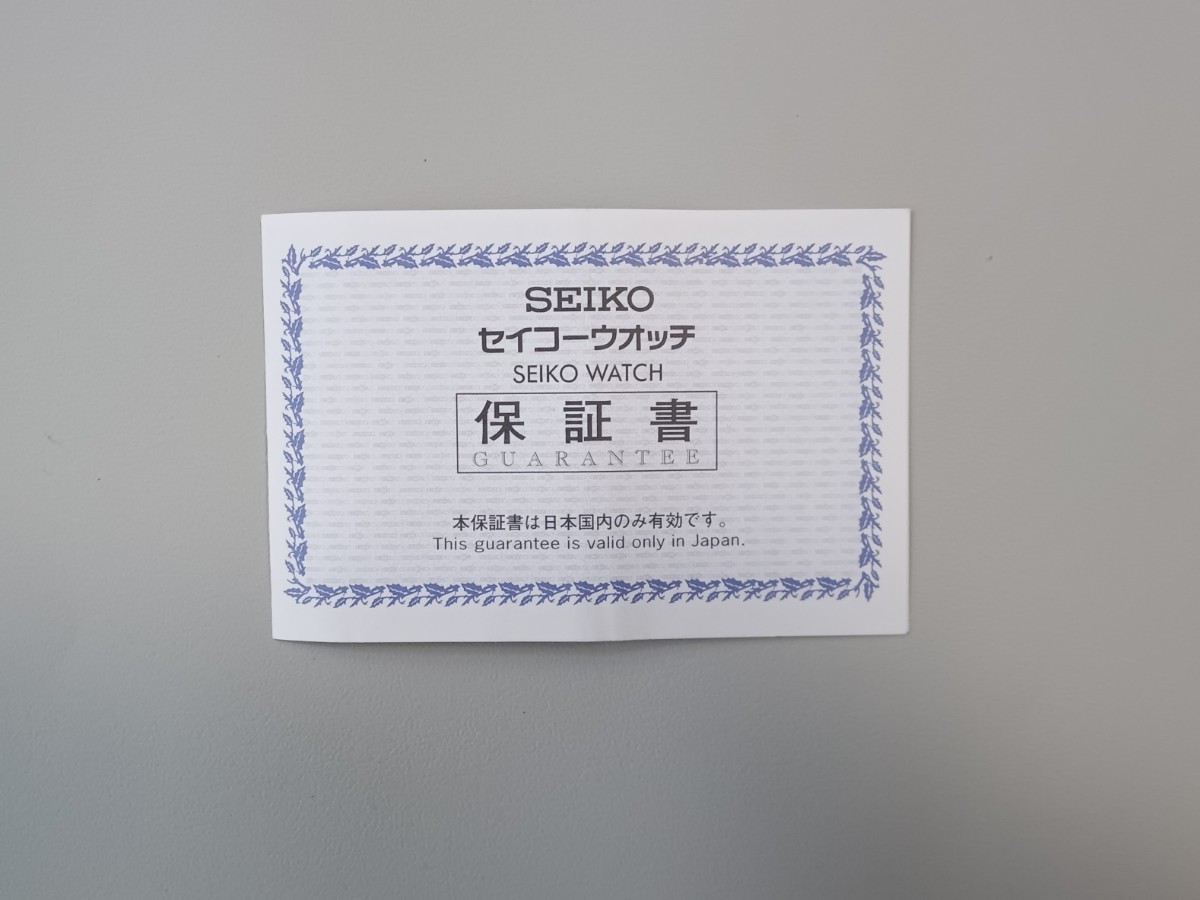 SEIKO
セイコーウオッチ
SEIKO WATCH
保証書
GUARANTEE
本保証書は日本国内のみ有効です。
This guarantee is valid only in Japan.